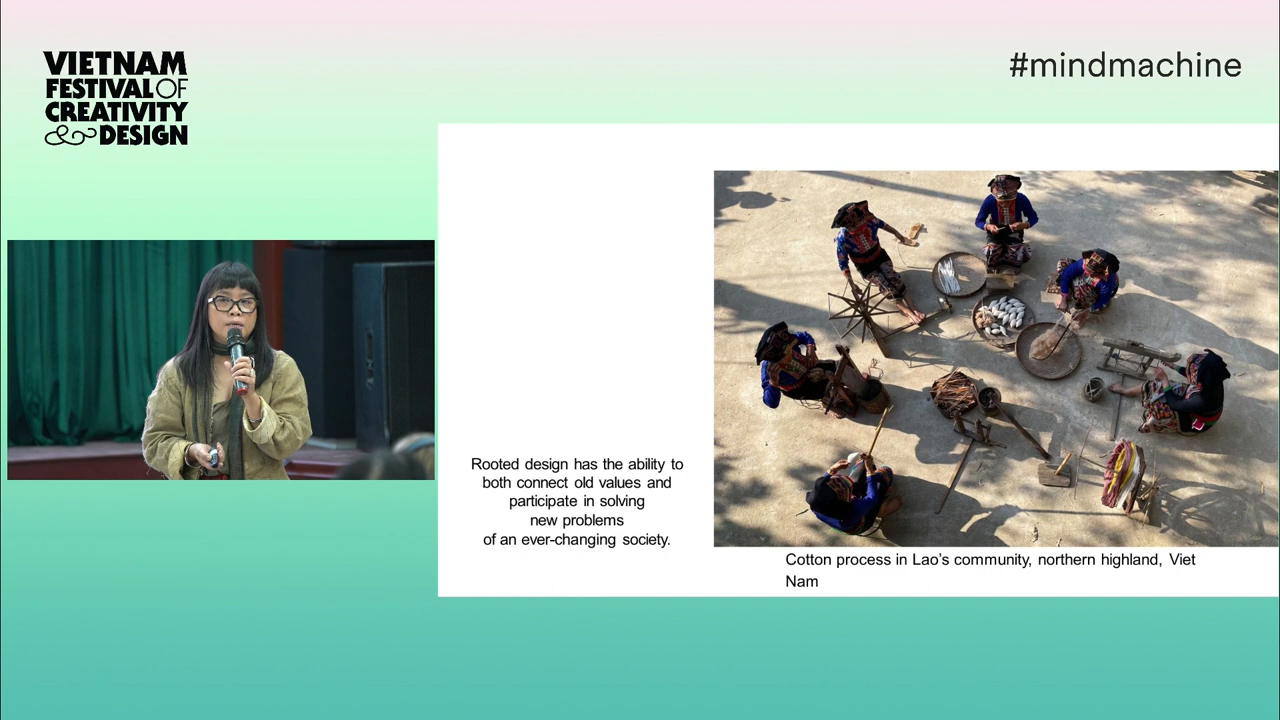 VIETNAM
FESTIVAL OF
CREATIVITY
& DESIGN
#mindmachine
Rooted design has the ability to
both connect old values and
participate in solving
new problems
of an ever-changing society.
Cotton process in Lao’s community, northern highland, Viet
Nam